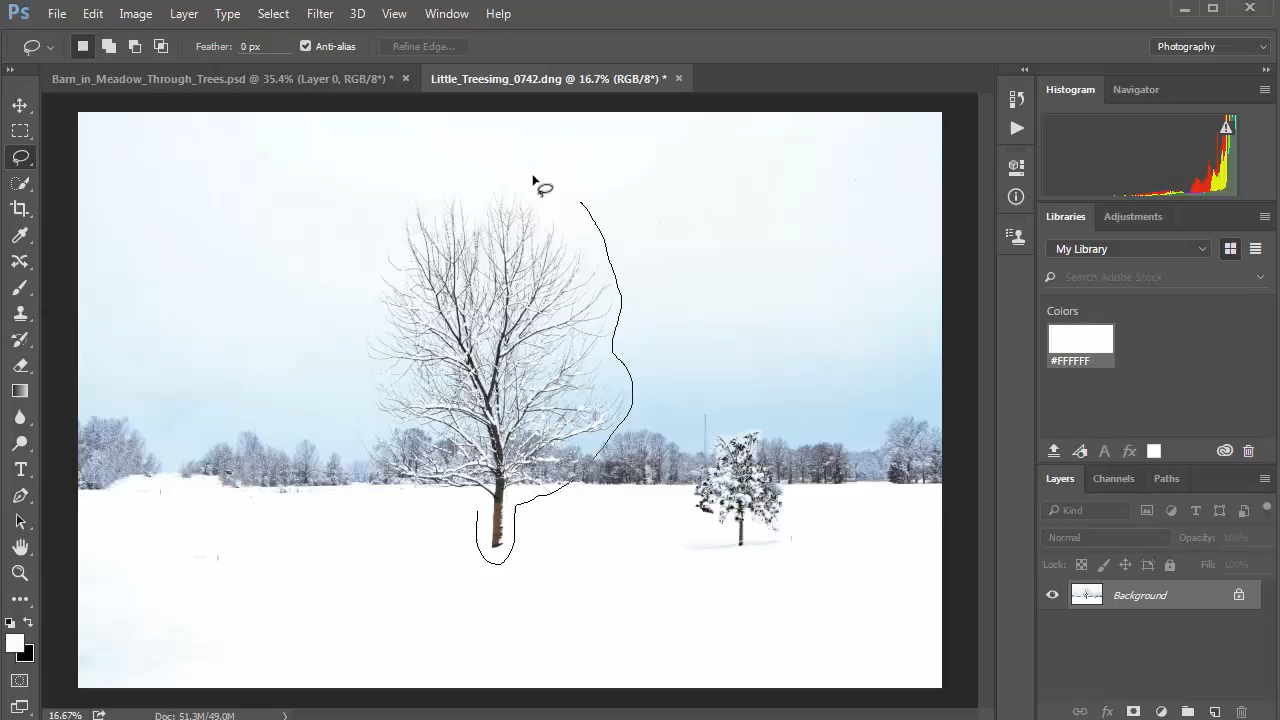 Ps File Edit Image Layer Type Select Filter 3D View Window Help
Feather: 0 px Anti-alias Refine Edge... Photography
Barn_in_Meadow_Through_Trees.psd @ 35.4% (Layer 0, RGB/8*) * × Little_Treesimg_0742.dng @ 16.7% (RGB/8*) * ×
Histogram Navigator
Libraries Adjustments
My Library
Search Adobe Stock
Colors
#FFFFFF
Layers Channels Paths
Kind
Normal Opacity: 100%
Lock: Fill: 100%
Background
16.67% Doc: 51.3M/49.0M